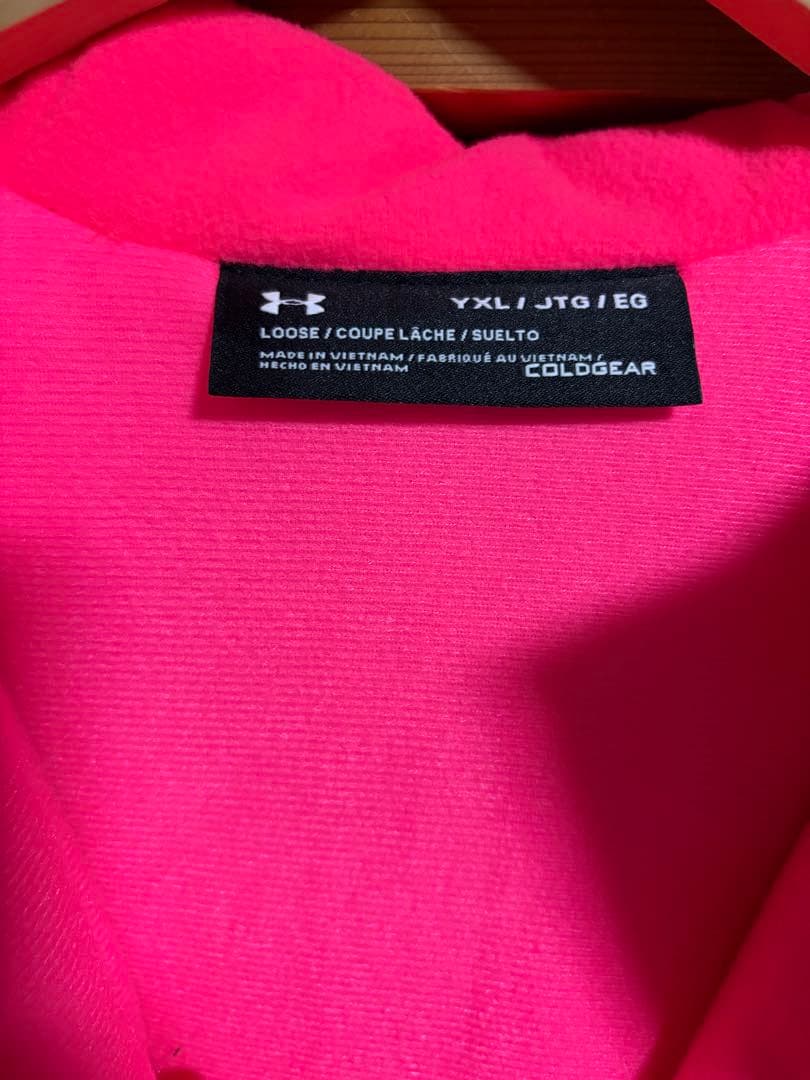 YXL / JTG / EG
LOOSE / COUPE LÂCHE / SUELTO
MADE IN VIETNAM / FABRIQUÉ AU VIETNAM /
HECHO EN VIETNAM
COLDGEAR